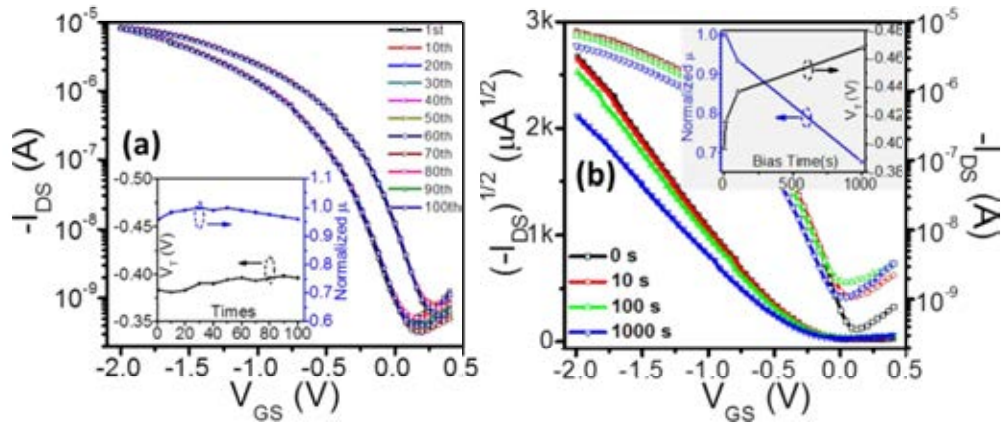 10⁻⁵
10⁻⁶
10⁻⁷
10⁻⁸
10⁻⁹
-I_DS (A)
(a)
1st
10th
20th
30th
40th
50th
60th
70th
80th
90th
100th
-0.50
-0.45
-0.40
-0.35
V_T (V)
1.1
1.0
0.9
0.8
0.7
0.6
Normalized μ
0 20 40 60 80 100
Times
-2.0 -1.5 -1.0 -0.5 0.0 0.5
V_GS (V)
3k
2k
1k
0
(-I_DS)^1/2 (μA^1/2)
(b)
0 s
10 s
100 s
1000 s
1.0
0.9
0.8
0.7
Normalized μ
-0.48
-0.46
-0.44
-0.42
-0.40
-0.38
V_T (V)
0 500 1000
Bias Time(s)
10⁻⁵
10⁻⁶
10⁻⁷
10⁻⁸
10⁻⁹
-I_DS (A)
-2.0 -1.5 -1.0 -0.5 0.0 0.5
V_GS (V)